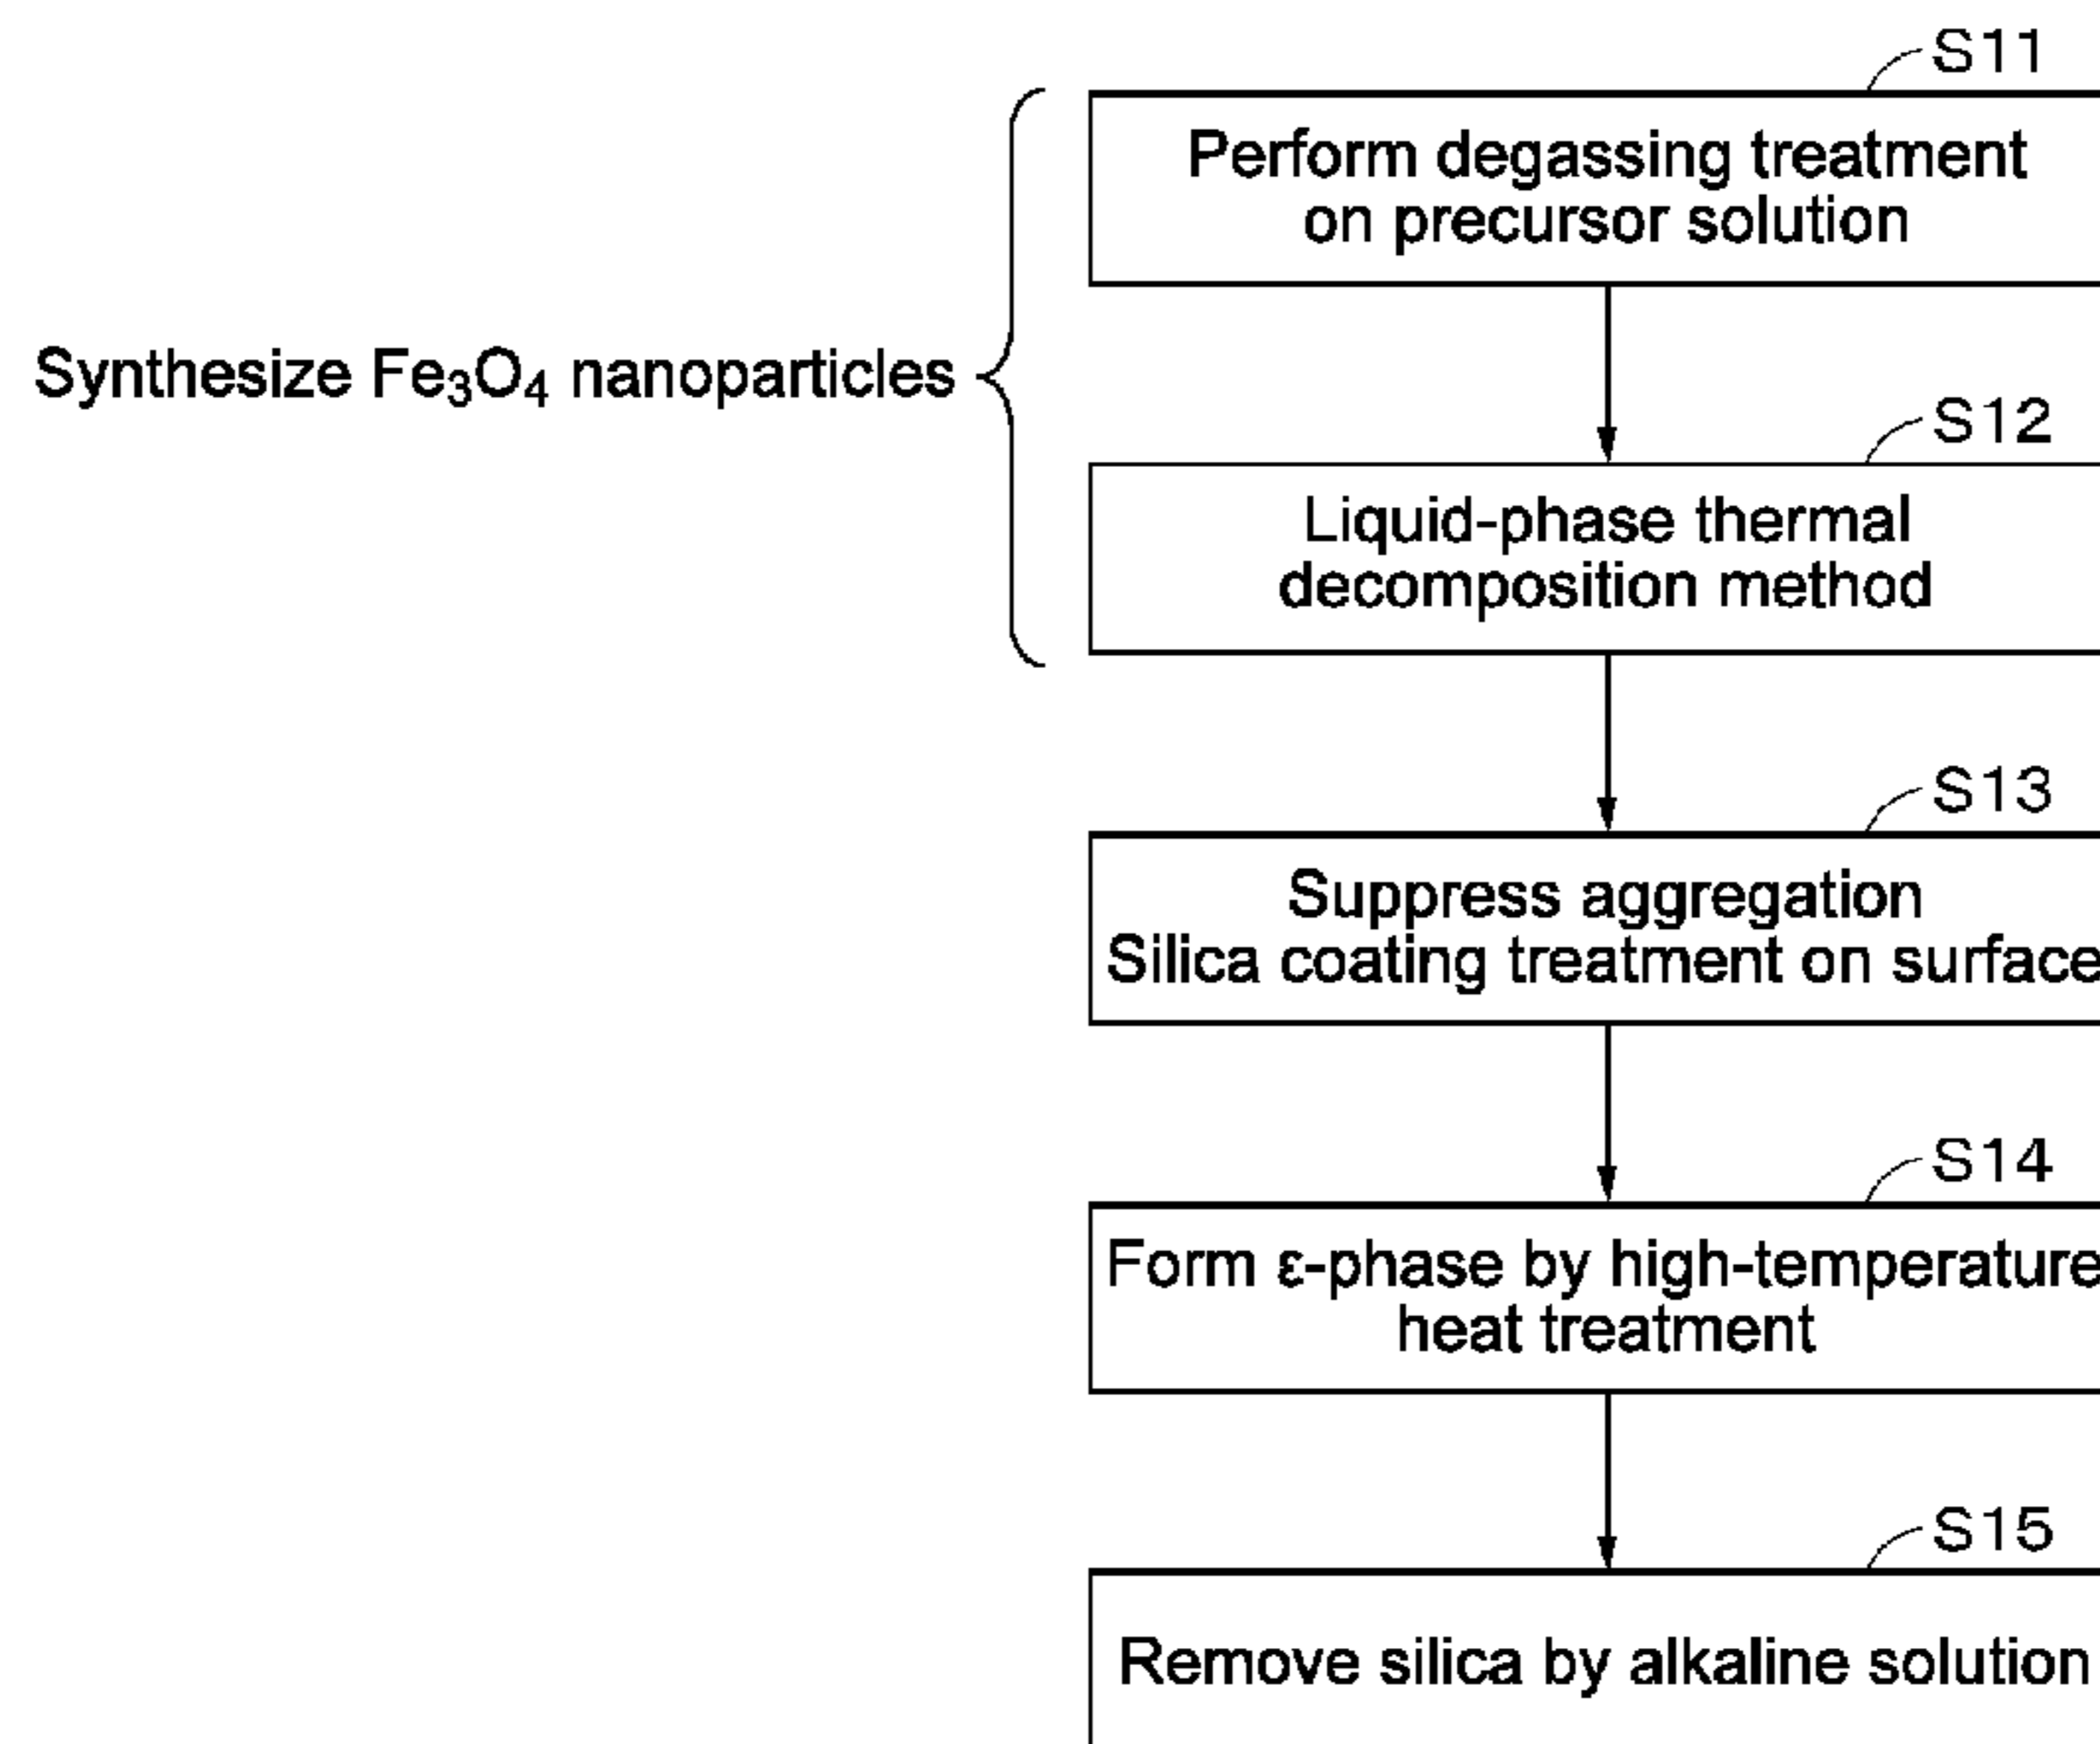 S11
Perform degassing treatment
on precursor solution
Synthesize Fe₃O₄ nanoparticles
S12
Liquid-phase thermal
decomposition method
S13
Suppress aggregation
Silica coating treatment on surface
S14
Form ε-phase by high-temperature
heat treatment
S15
Remove silica by alkaline solution